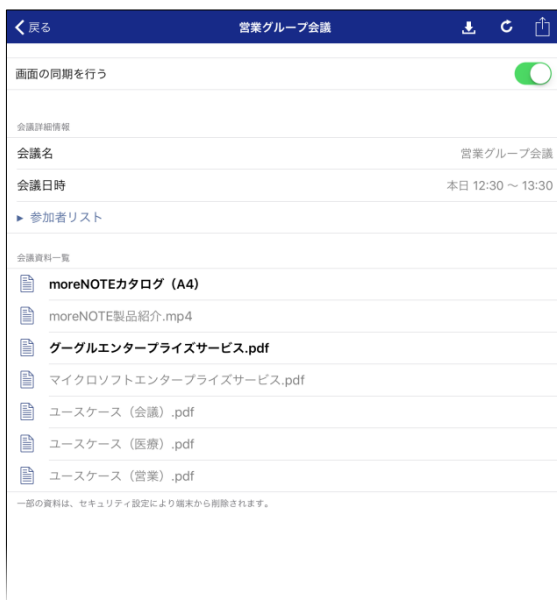 戻る 営業グループ会議
画面の同期を行う
会議詳細情報
会議名 営業グループ会議
会議日時 本日 12:30 ～ 13:30
▶ 参加者リスト
会議資料一覧
moreNOTEカタログ（A4）
moreNOTE製品紹介.mp4
グーグルエンタープライズサービス.pdf
マイクロソフトエンタープライズサービス.pdf
ユースケース（会議）.pdf
ユースケース（医療）.pdf
ユースケース（営業）.pdf
一部の資料は、セキュリティ設定により端末から削除されます。